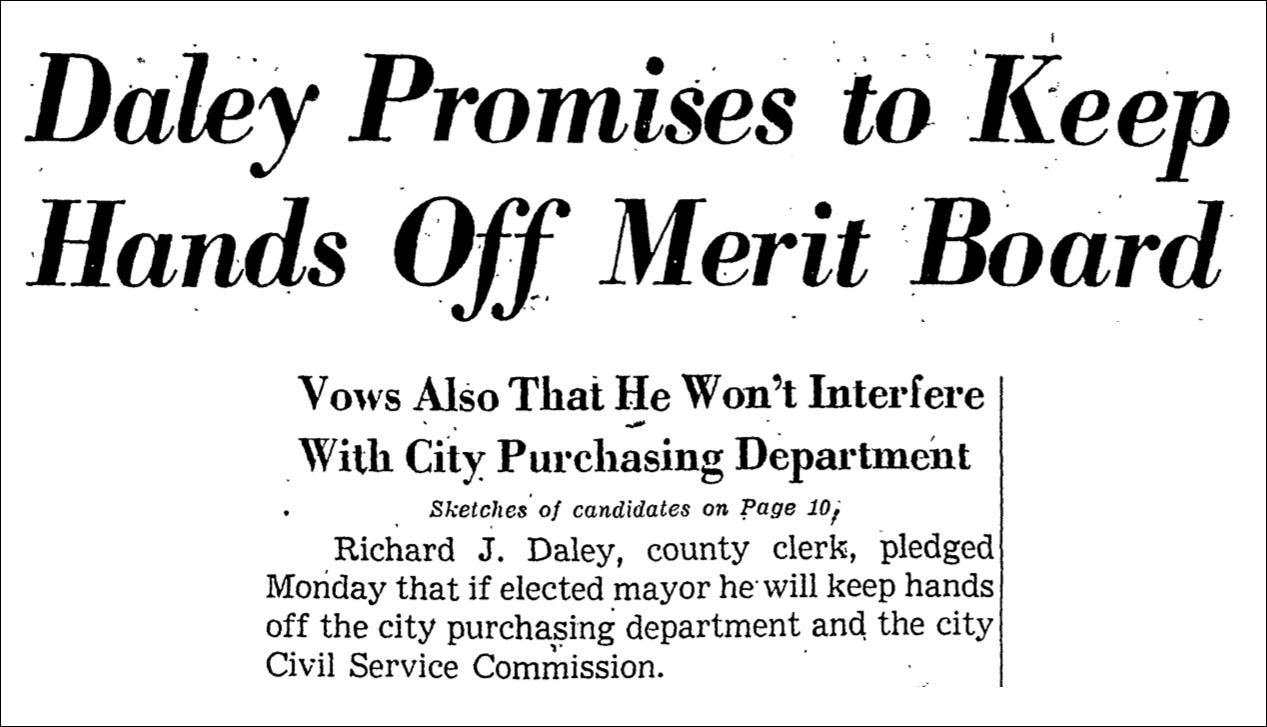 Daley Promises to Keep
Hands Off Merit Board
Vows Also That He Won't Interfere
With City Purchasing Department
Sketches of candidates on Page 10,
Richard J. Daley, county clerk, pledged
Monday that if elected mayor he will keep hands
off the city purchasing department and the city
Civil Service Commission.